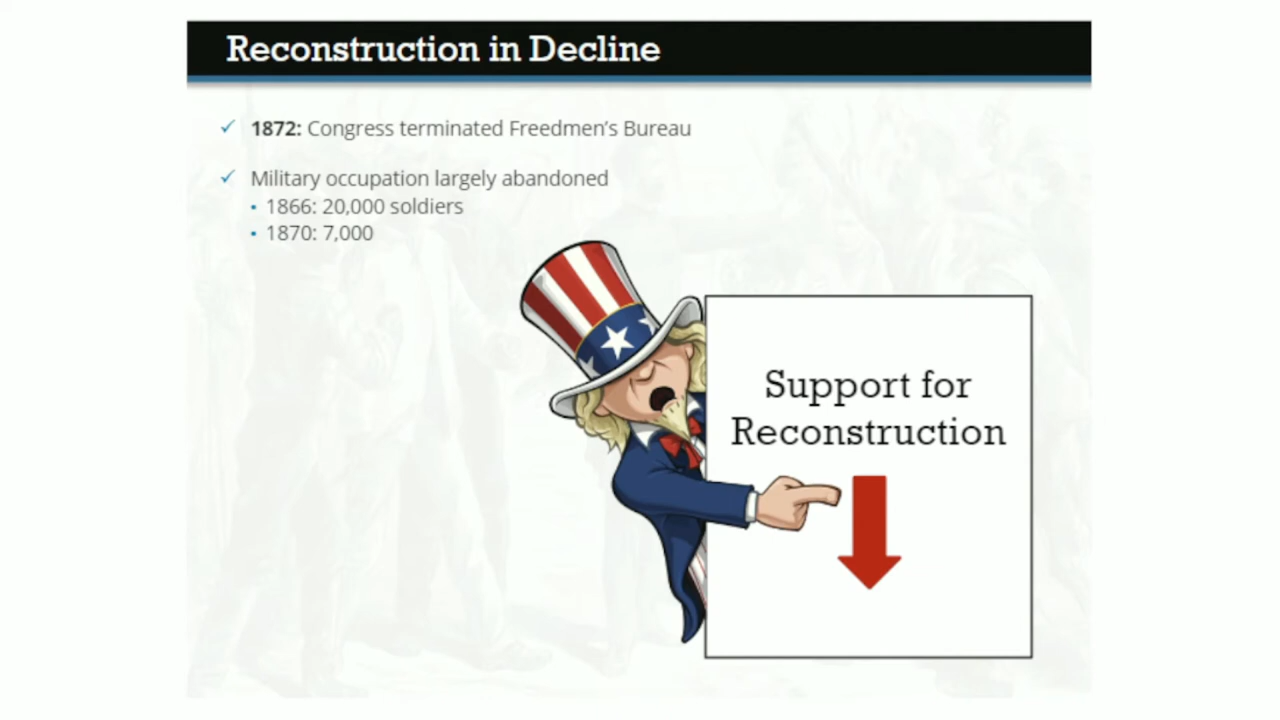 Reconstruction in Decline
✓ 1872: Congress terminated Freedmen’s Bureau
✓ Military occupation largely abandoned
• 1866: 20,000 soldiers
• 1870: 7,000
Support for
Reconstruction